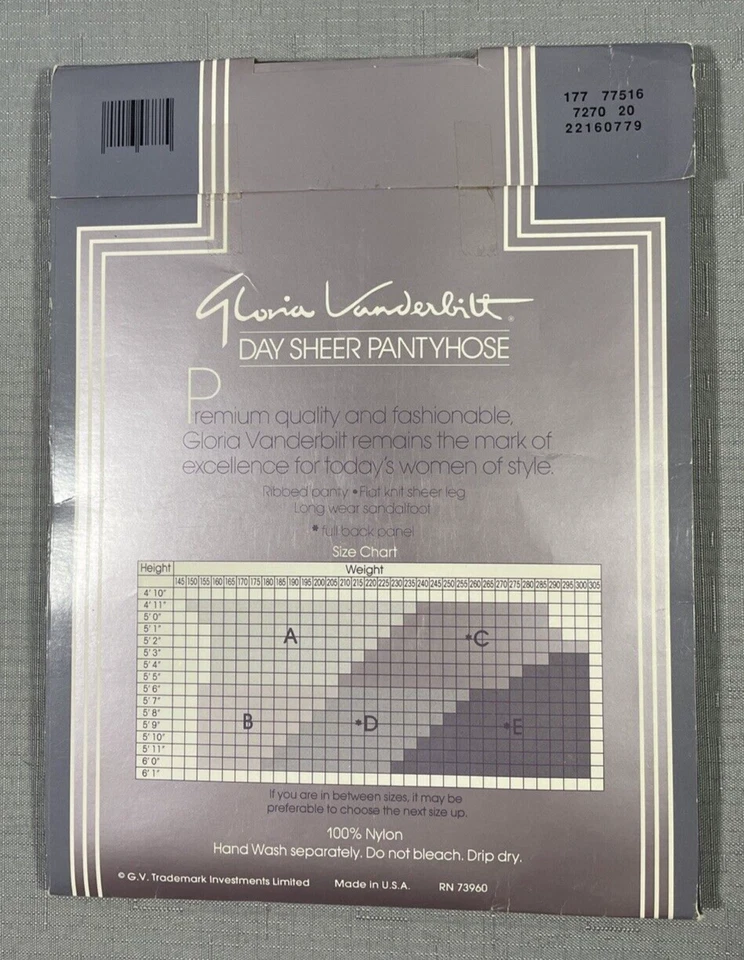 177 77516
7270 20
22160779
Gloria Vanderbilt®
DAY SHEER PANTYHOSE
Premium quality and fashionable,
Gloria Vanderbilt remains the mark of
excellence for today's women of style.
Ribbed panty • Flat knit sheer leg
Long wear sandalfoot
* full back panel
Size Chart
Height Weight
145 150 155 160 165 170 175 180 185 190 195 200 205 210 215 220 225 230 235 240 245 250 255 260 265 270 275 280 285 290 295 300 305
4' 10"
4' 11"
5' 0"
5' 1"
5' 2"
5' 3"
5' 4"
5' 5"
5' 6"
5' 7"
5' 8"
5' 9"
5' 10"
5' 11"
6' 0"
6' 1"
A
*C
B
*D
*E
If you are in between sizes, it may be
preferable to choose the next size up.
100% Nylon
Hand Wash separately. Do not bleach. Drip dry.
© G.V. Trademark Investments Limited Made in U.S.A. RN 73960